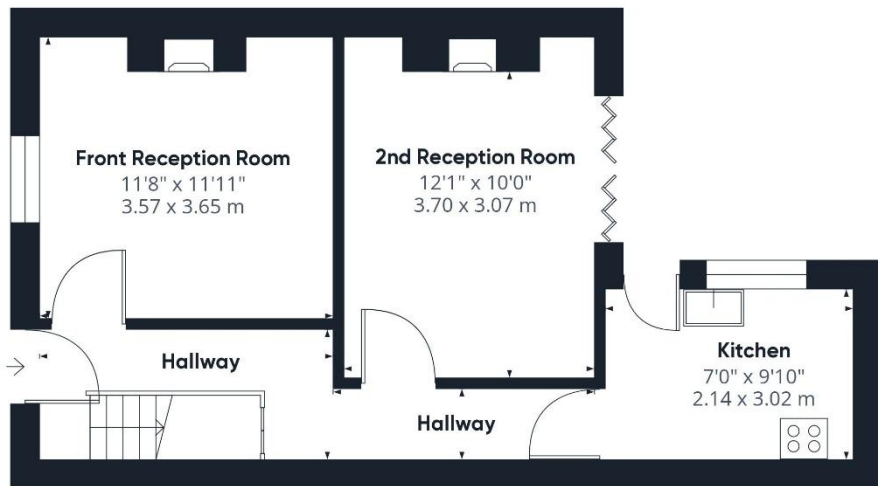 Front Reception Room
11'8" x 11'11"
3.57 x 3.65 m
2nd Reception Room
12'1" x 10'0"
3.70 x 3.07 m
Hallway
Kitchen
7'0" x 9'10"
2.14 x 3.02 m
Hallway